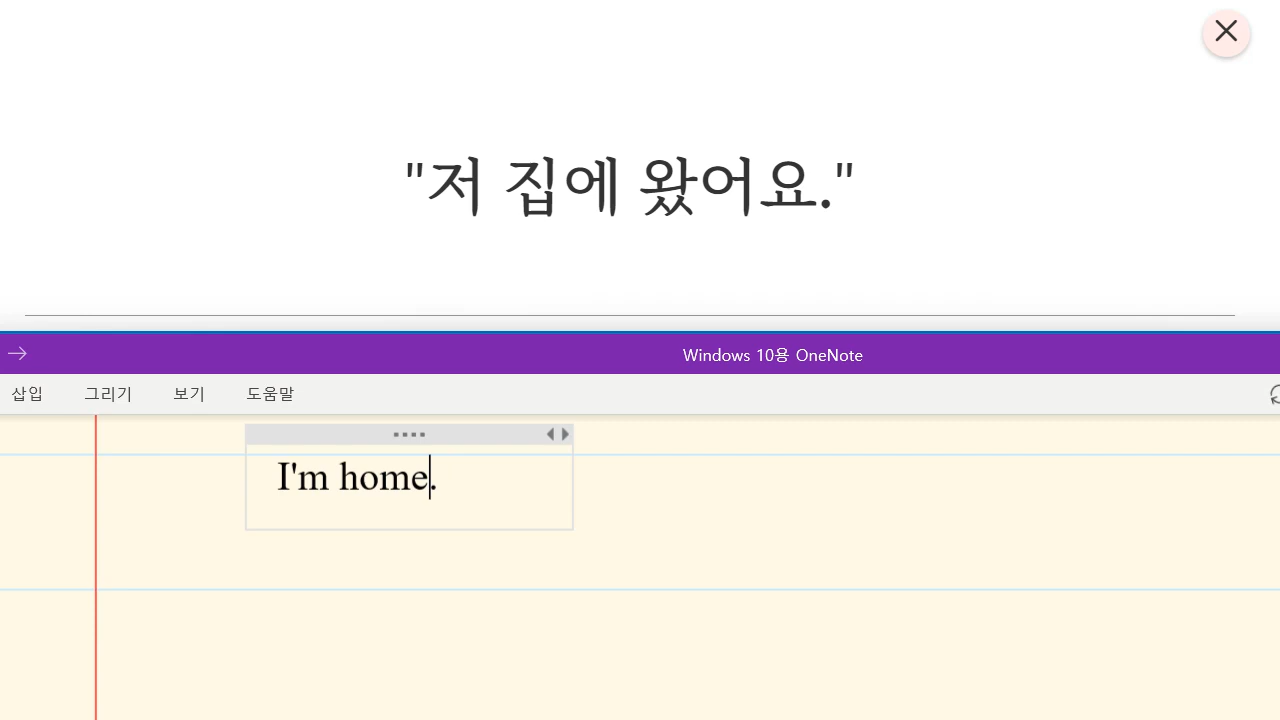 "저 집에 왔어요."
Windows 10용 OneNote
삽입 그리기 보기 도움말
I'm home.